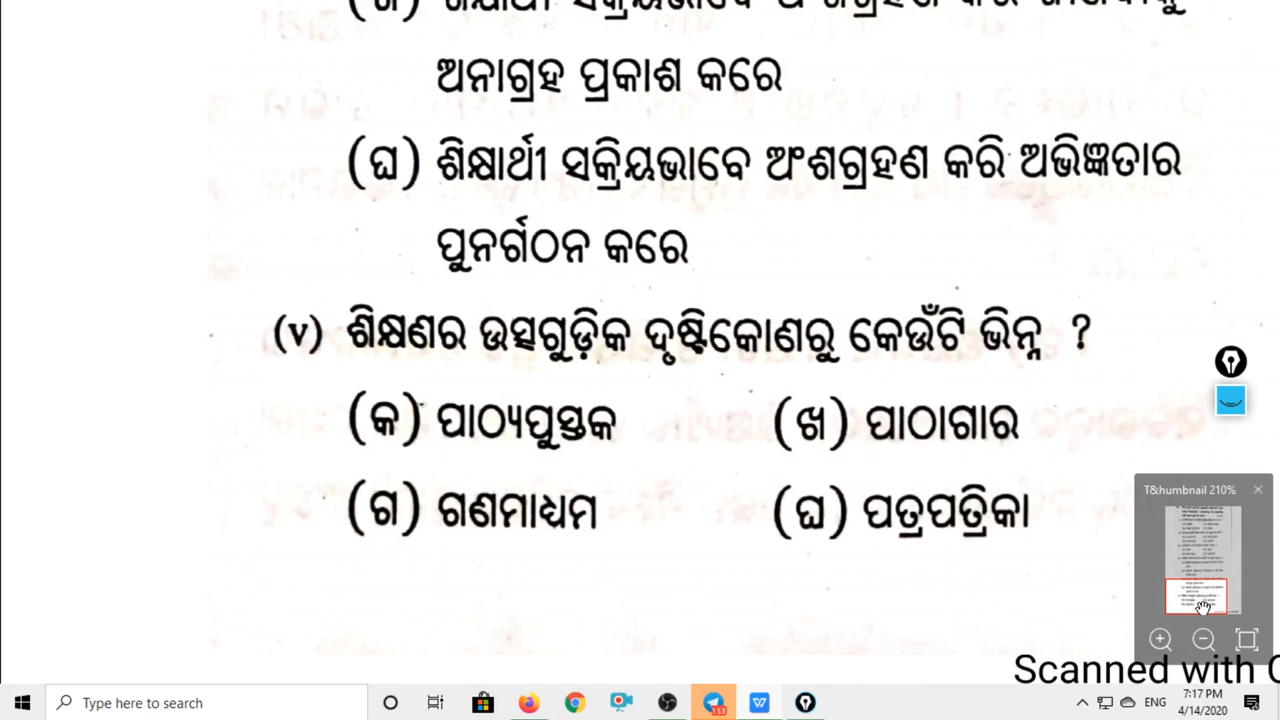 ଅନାଗ୍ରହ ପ୍ରକାଶ କରେ
(ଘ) ଶିକ୍ଷାର୍ଥୀ ସକ୍ରିୟଭାବେ ଅଂଶଗ୍ରହଣ କରି ଅଭିଜ୍ଞତାର
ପୁନର୍ଗଠନ କରେ
(v) ଶିକ୍ଷଣର ଉତ୍ସଗୁଡ଼ିକ ଦୃଷ୍ଟିକୋଣରୁ କେଉଁଟି ଭିନ୍ନ ?
(କ) ପାଠ୍ୟପୁସ୍ତକ (ଖ) ପାଠାଗାର
(ଗ) ଗଣମାଧ୍ୟମ (ଘ) ପତ୍ରପତ୍ରିକା
T&humbnail 210%
Scanned with
Type here to search
153
ENG
7:17 PM
4/14/2020